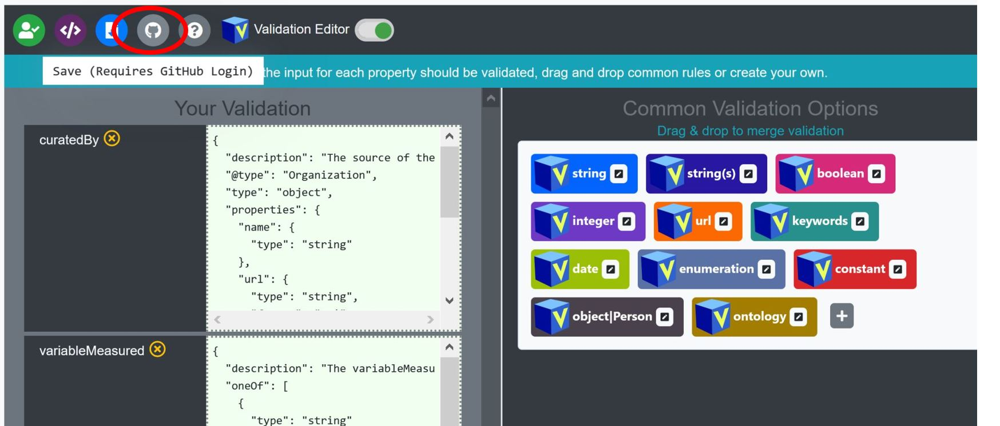 </>
?
V
Validation Editor
Save (Requires GitHub Login)
the input for each property should be validated, drag and drop common rules or create your own.
Your Validation
curatedBy
{
"description": "The source of the
"@type": "Organization",
"type": "object",
"properties": {
"name": {
"type": "string"
},
"url": {
"type": "string",
variableMeasured
{
"description": "The variableMeasu
"oneOf": [
{
"type": "string"
Common Validation Options
Drag & drop to merge validation
V string
V string(s)
V boolean
V integer
V url
V keywords
V date
V enumeration
V constant
V object|Person
V ontology
+